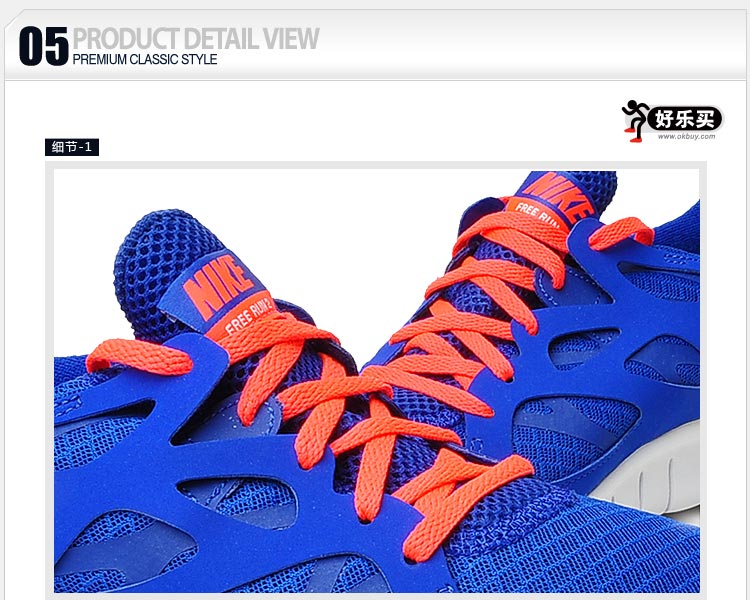 05 PRODUCT DETAIL VIEW
PREMIUM CLASSIC STYLE
好乐买
www.okbuy.com
细节-1
NIKE
FREE RUN
NIKE
FREE RUN 2